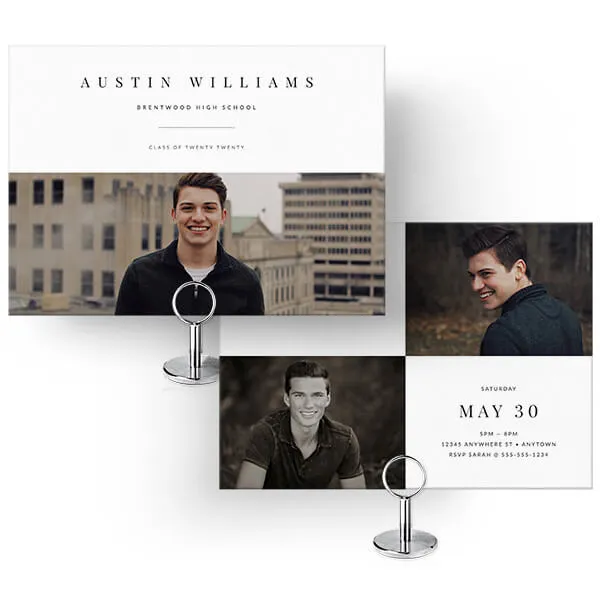 AUSTIN WILLIAMS
BRENTWOOD HIGH SCHOOL
CLASS OF TWENTY TWENTY
SATURDAY
MAY 30
5PM – 8PM
12345 ANYWHERE ST • ANYTOWN
RSVP SARAH @ 555-555-1234